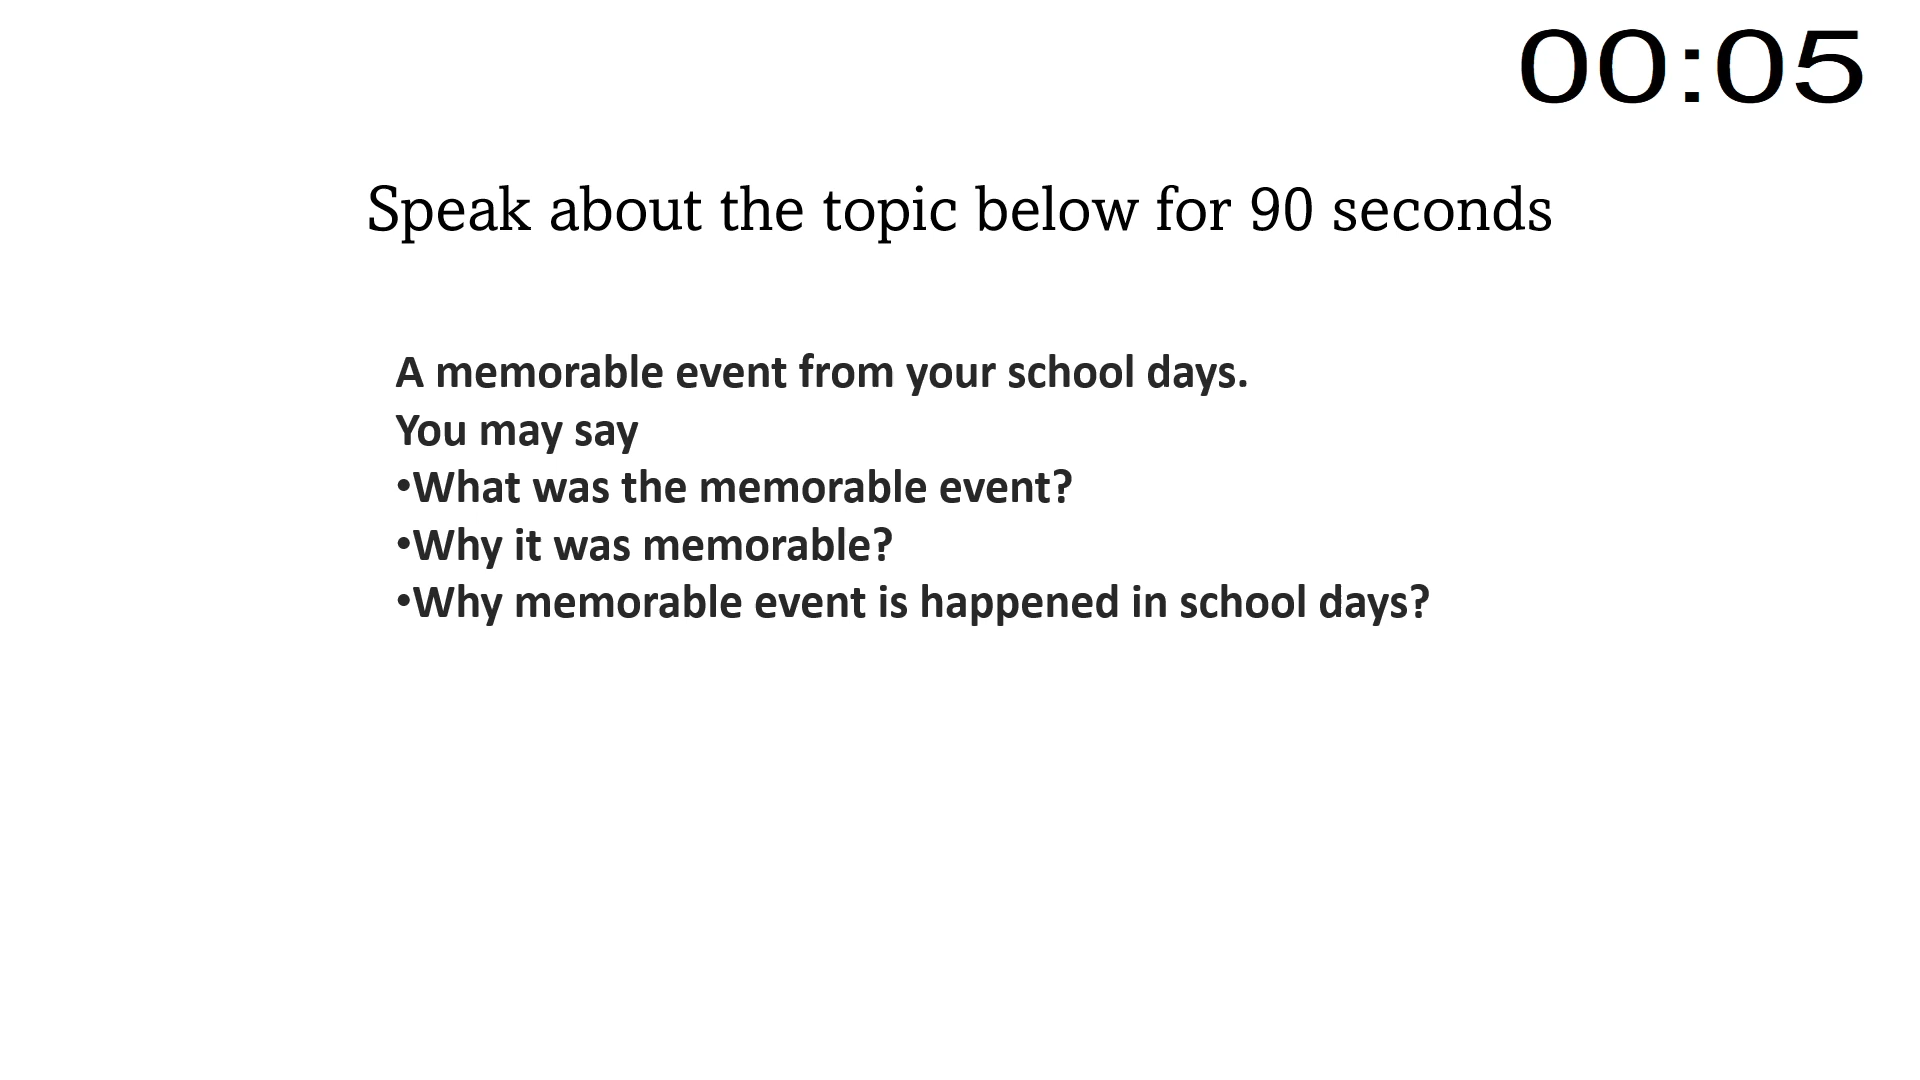 00:05
Speak about the topic below for 90 seconds
A memorable event from your school days.
You may say
•What was the memorable event?
•Why it was memorable?
•Why memorable event is happened in school days?